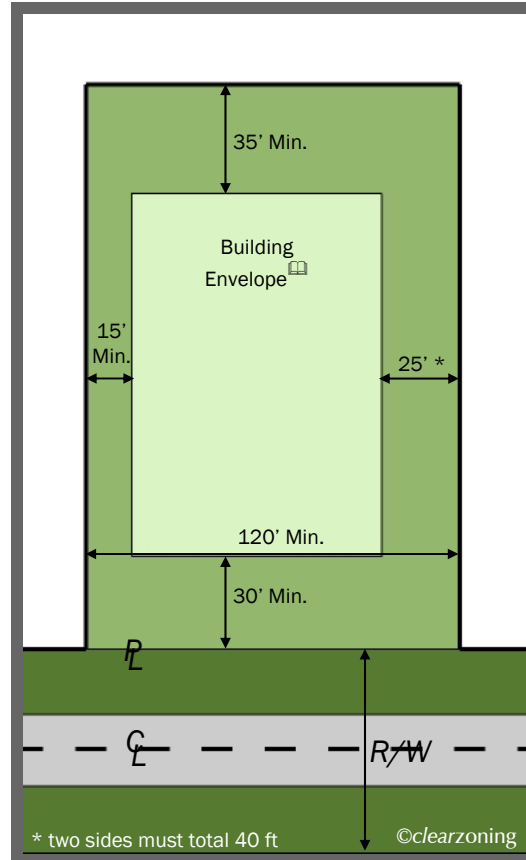 35’ Min.
Building
Envelope
15’
Min.
25’ *
120’ Min.
30’ Min.
PL
CL
R/W
* two sides must total 40 ft
©clearzoning